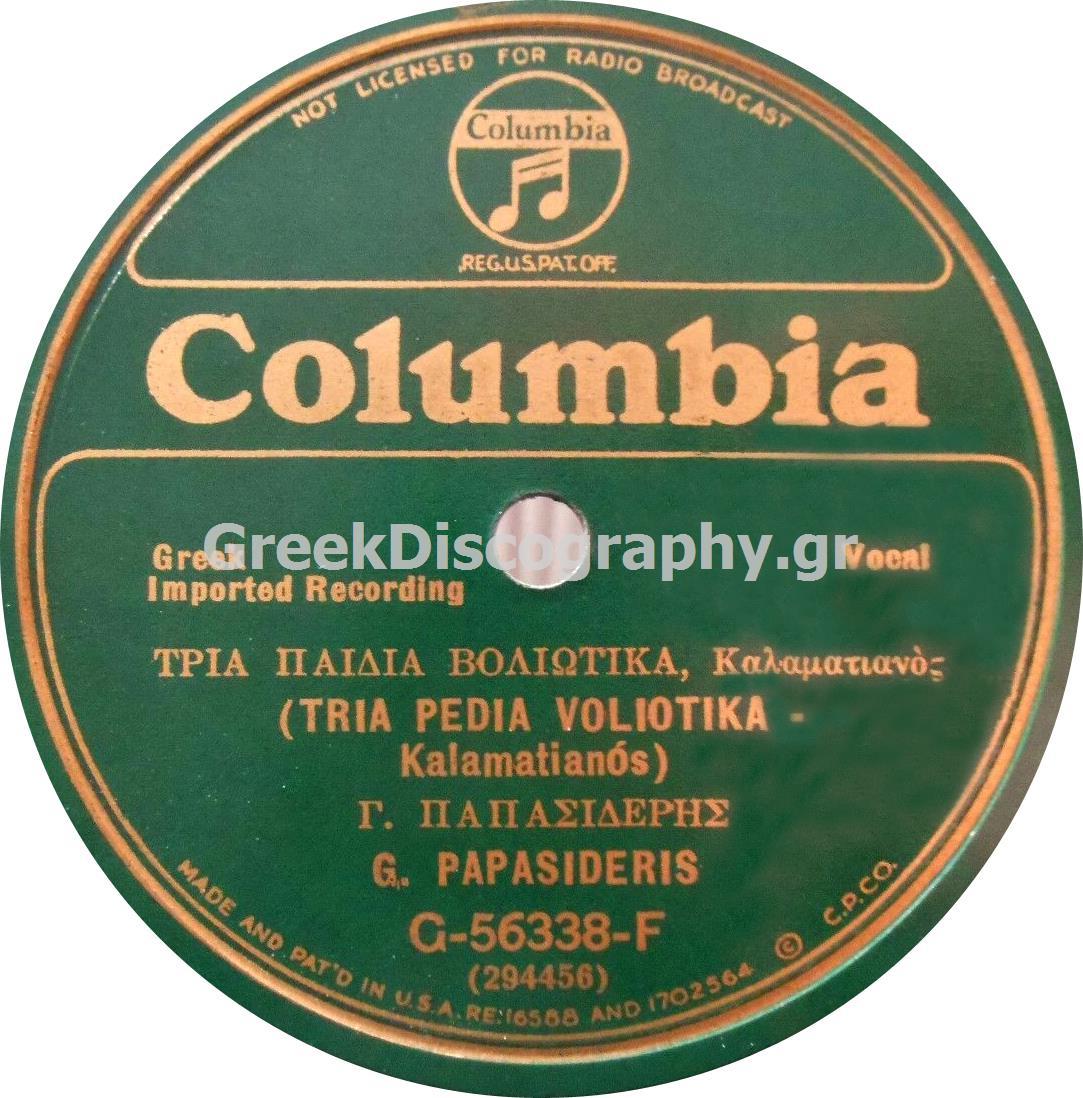 NOT LICENSED FOR RADIO BROADCAST
Columbia
REG.U.S.PAT.OFF.
Columbia
GreekDiscography.gr
Greek Vocal
Imported Recording
ΤΡΙΑ ΠΑΙΔΙΑ ΒΟΛΙΩΤΙΚΑ, Καλαματιανὸς
(TRIA PEDIA VOLIOTIKA -
Kalamatianós)
Γ. ΠΑΠΑΣΙΔΕΡΗΣ
G. PAPASIDERIS
G-56338-F
(294456)
MADE AND PAT'D IN U.S.A. RE.16588 AND 1702564 © C.P.CO.